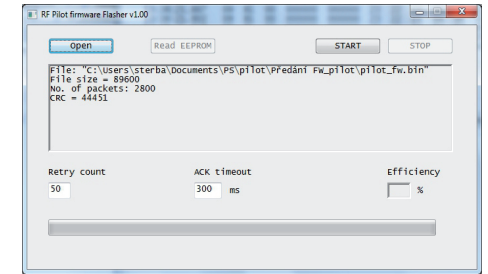 RF Pilot firmware Flasher v1.00
Open
Read EEPROM
START
STOP
File: "C:\Users\sterba\Documents\PS\pilot\Předání FW_pilot\pilot_fw.bin"
File size = 89600
No. of packets: 2800
CRC = 44451
Retry count
ACK timeout
Efficiency
50
300 ms
%